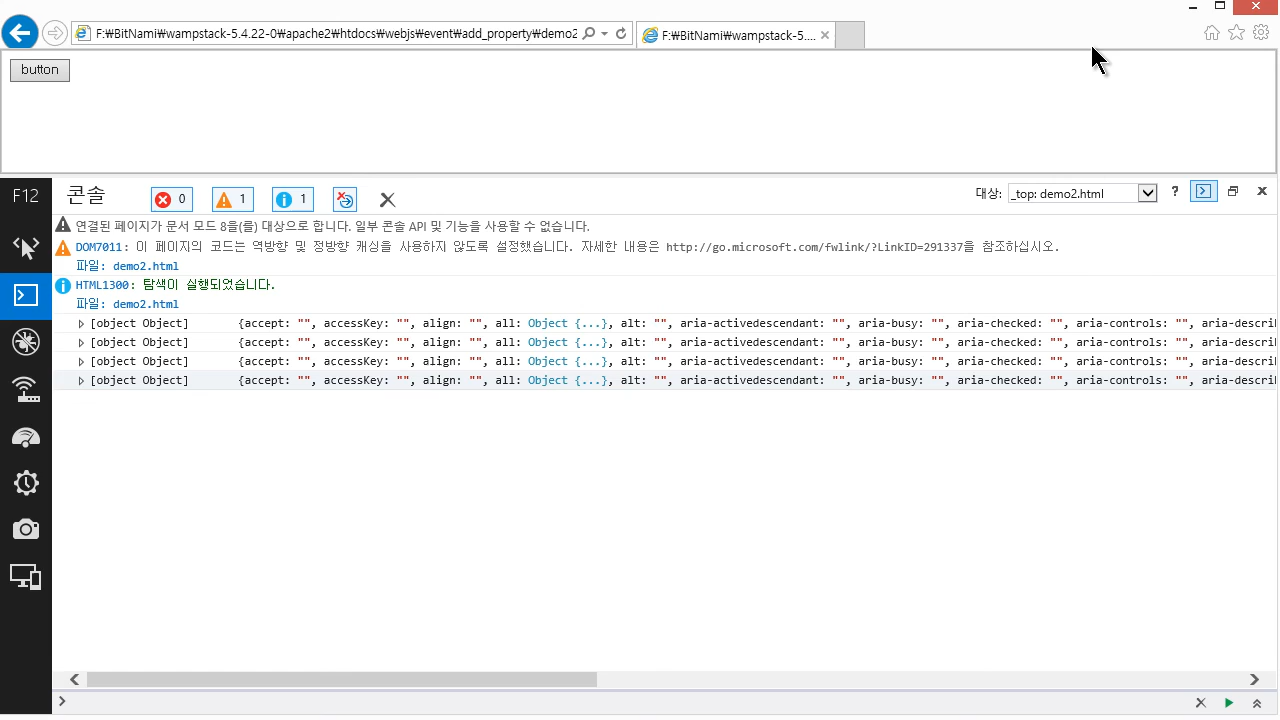 F:₩BitNami₩wampstack-5.4.22-0₩apache2₩htdocs₩webjs₩event₩add_property₩demo2
F:₩BitNami₩wampstack-5....
button
F12
콘솔
0
1
1
대상:
_top: demo2.html
?
연결된 페이지가 문서 모드 8을(를) 대상으로 합니다. 일부 콘솔 API 및 기능을 사용할 수 없습니다.
DOM7011: 이 페이지의 코드는 역방향 및 정방향 캐싱을 사용하지 않도록 설정했습니다. 자세한 내용은 http://go.microsoft.com/fwlink/?LinkID=291337을 참조하십시오.
파일: demo2.html
HTML1300: 탐색이 실행되었습니다.
파일: demo2.html
[object Object] {accept: "", accessKey: "", align: "", all: Object {...}, alt: "", aria-activedescendant: "", aria-busy: "", aria-checked: "", aria-controls: "", aria-descri
[object Object] {accept: "", accessKey: "", align: "", all: Object {...}, alt: "", aria-activedescendant: "", aria-busy: "", aria-checked: "", aria-controls: "", aria-descri
[object Object] {accept: "", accessKey: "", align: "", all: Object {...}, alt: "", aria-activedescendant: "", aria-busy: "", aria-checked: "", aria-controls: "", aria-descri
[object Object] {accept: "", accessKey: "", align: "", all: Object {...}, alt: "", aria-activedescendant: "", aria-busy: "", aria-checked: "", aria-controls: "", aria-descri